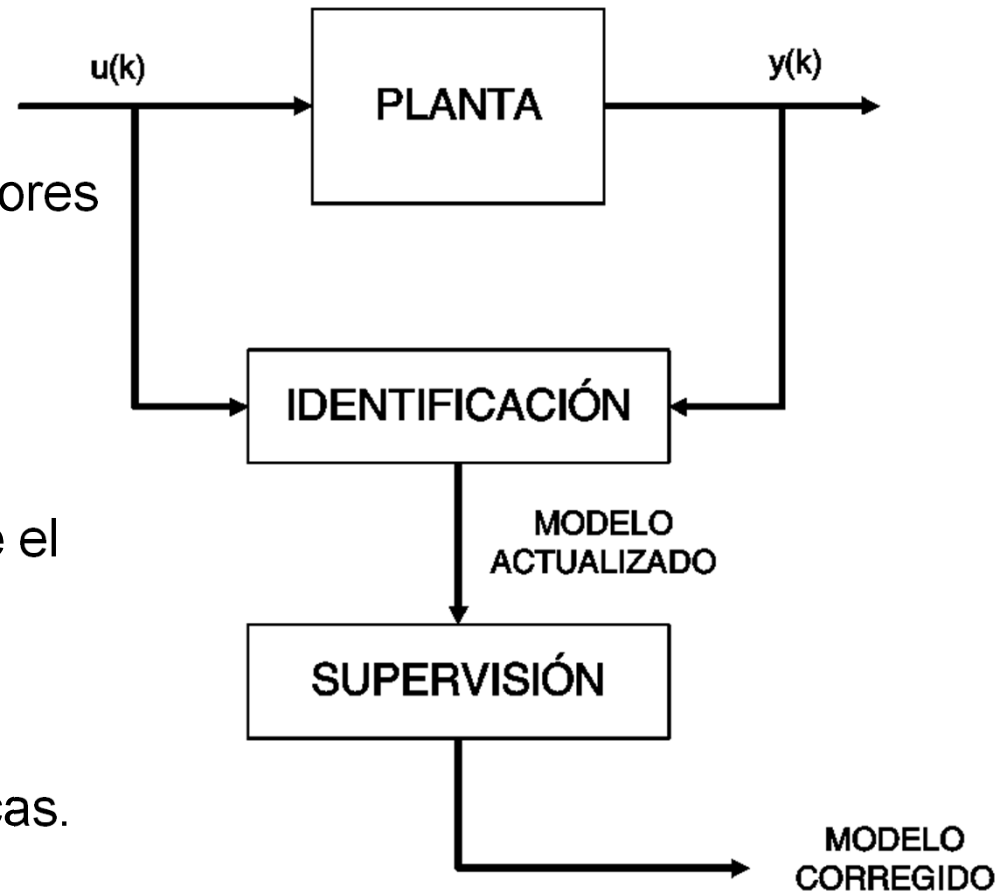 u(k)
y(k)
PLANTA
ores
IDENTIFICACIÓN
e el
MODELO
ACTUALIZADO
SUPERVISIÓN
cas.
MODELO
CORREGIDO